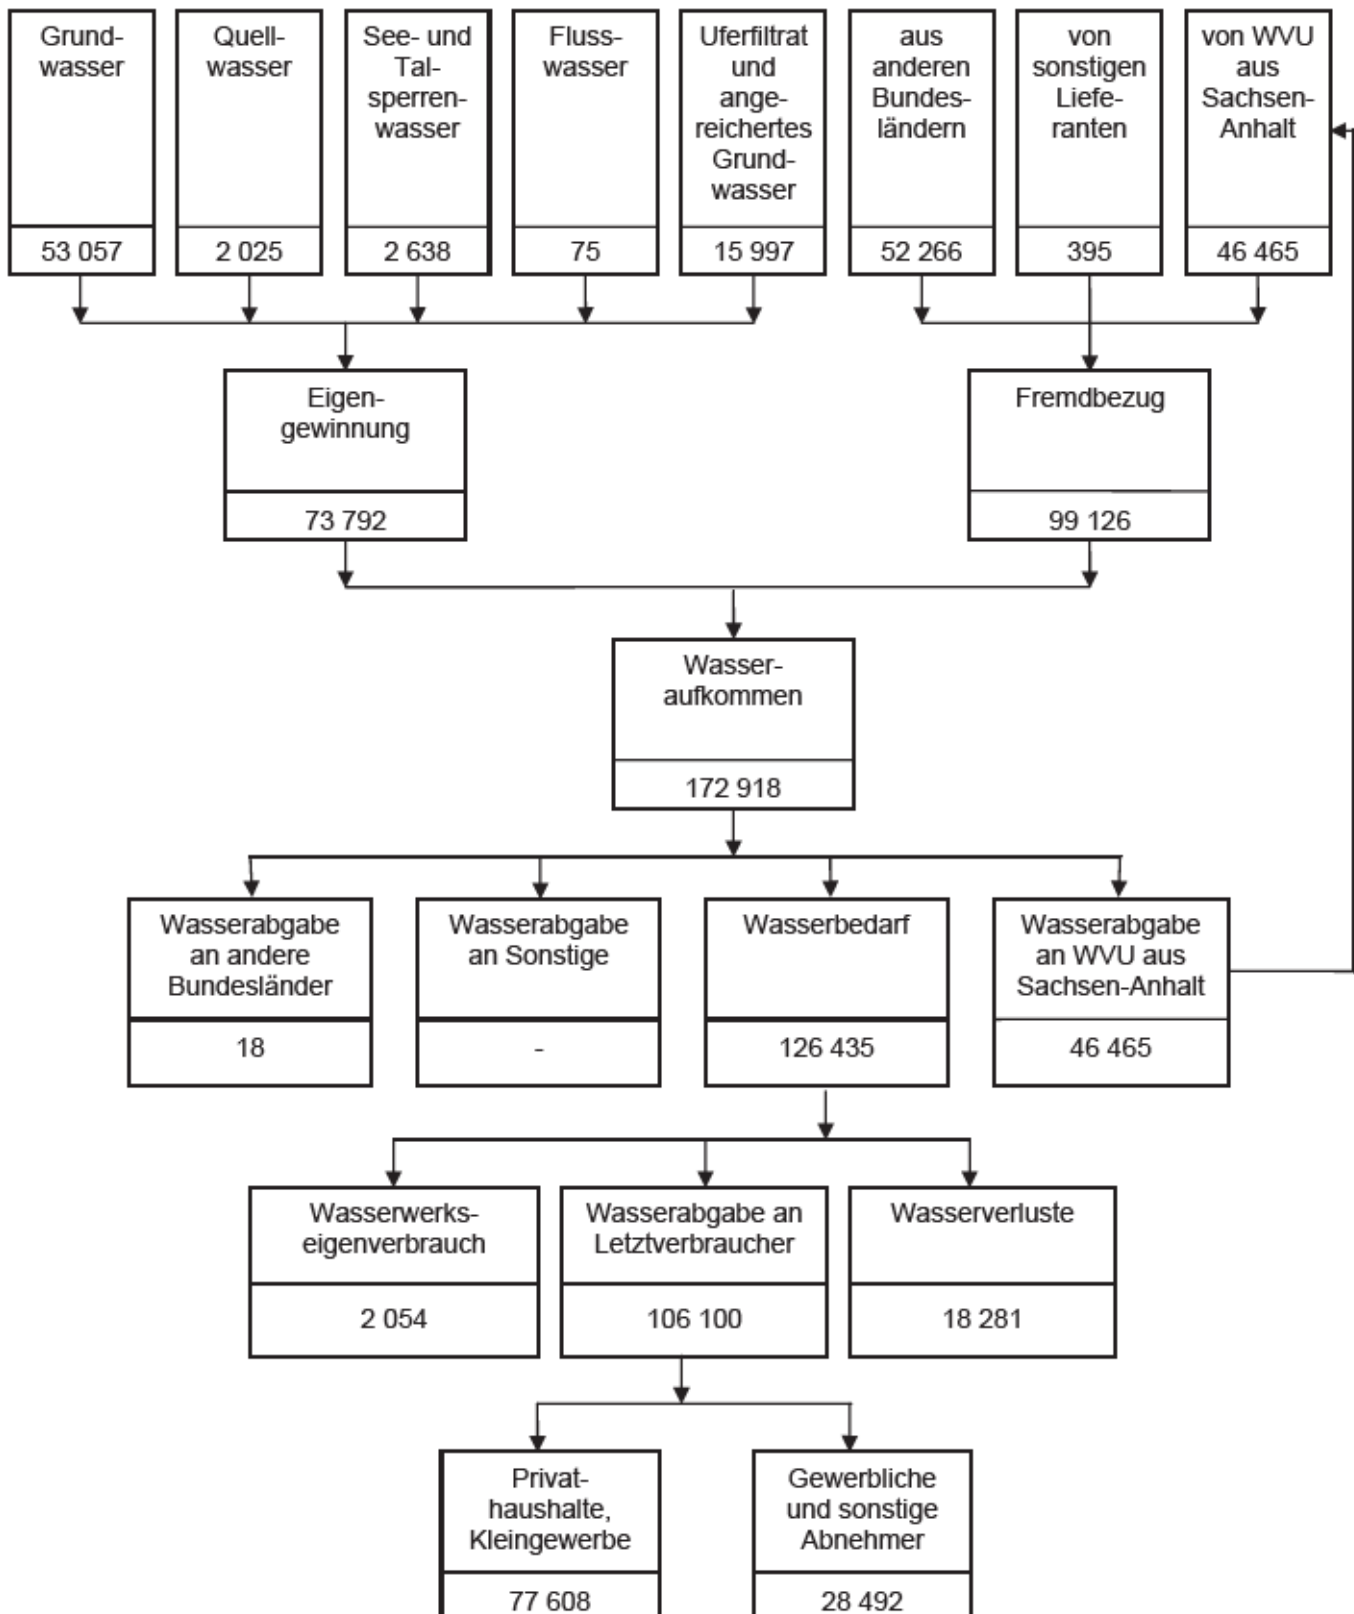 Grund-
wasser
53 057
Quell-
wasser
2 025
See- und
Tal-
sperren-
wasser
2 638
Fluss-
wasser
75
Uferfiltrat
und
ange-
reichertes
Grund-
wasser
15 997
aus
anderen
Bundes-
ländern
52 266
von
sonstigen
Liefe-
ranten
395
von WVU
aus
Sachsen-
Anhalt
46 465
Eigen-
gewinnung
73 792
Fremdbezug
99 126
Wasser-
aufkommen
172 918
Wasserabgabe
an andere
Bundesländer
18
Wasserabgabe
an Sonstige
-
Wasserbedarf
126 435
Wasserabgabe
an WVU aus
Sachsen-Anhalt
46 465
Wasserwerks-
eigenverbrauch
2 054
Wasserabgabe an
Letztverbraucher
106 100
Wasserverluste
18 281
Privat-
haushalte,
Kleingewerbe
77 608
Gewerbliche
und sonstige
Abnehmer
28 492